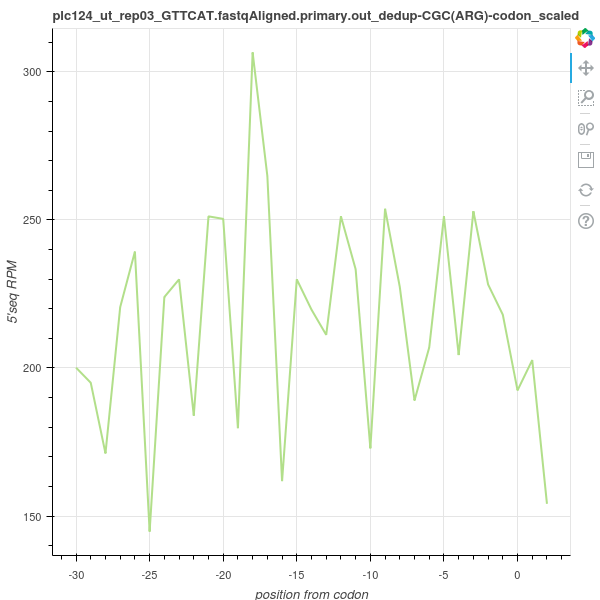 plc124_ut_rep03_GTTCAT.fastqAligned.primary.out_dedup-CGC(ARG)-codon_scaled
300
250
200
150
5'seq RPM
-30 -25 -20 -15 -10 -5 0
position from codon